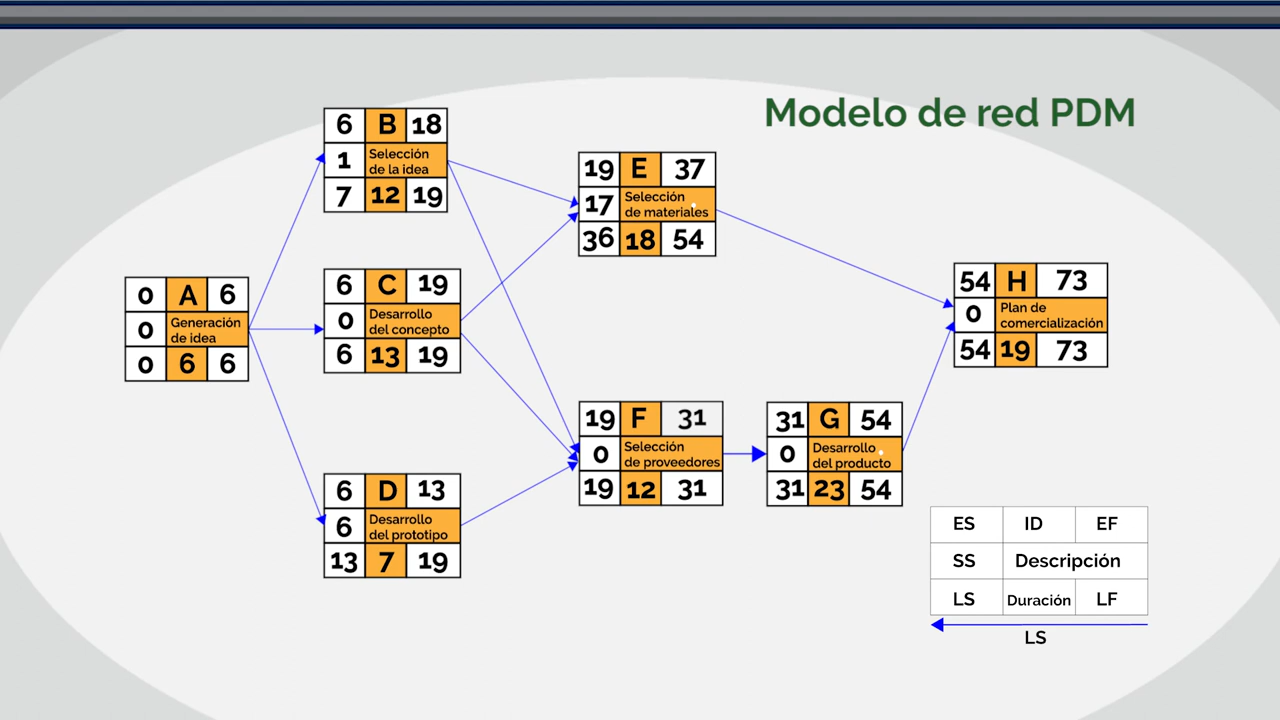 Modelo de red PDM
6 B 18
1 Selección
de la idea
7 12 19
19 E 37
17 Selección
de materiales
36 18 54
0 A 6
0 Generación
de idea
0 6 6
6 C 19
0 Desarrollo
del concepto
6 13 19
54 H 73
0 Plan de
comercialización
54 19 73
19 F 31
0 Selección
de proveedores
19 12 31
31 G 54
0 Desarrollo
del producto
31 23 54
6 D 13
6 Desarrollo
del prototipo
13 7 19
ES ID EF
SS Descripción
LS Duración LF
LS